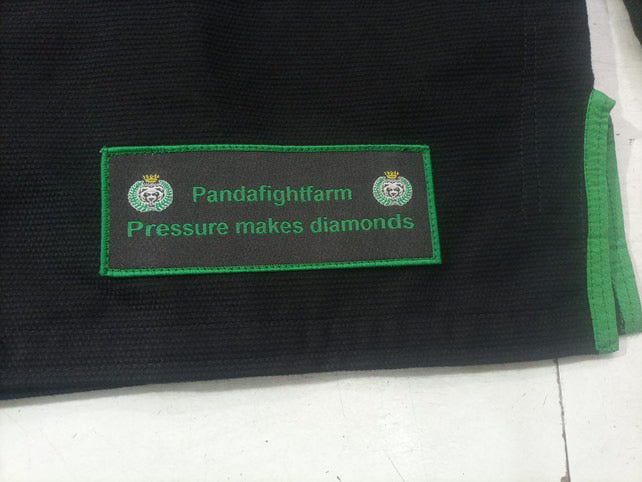 Pandafightfarm
Pressure makes diamonds